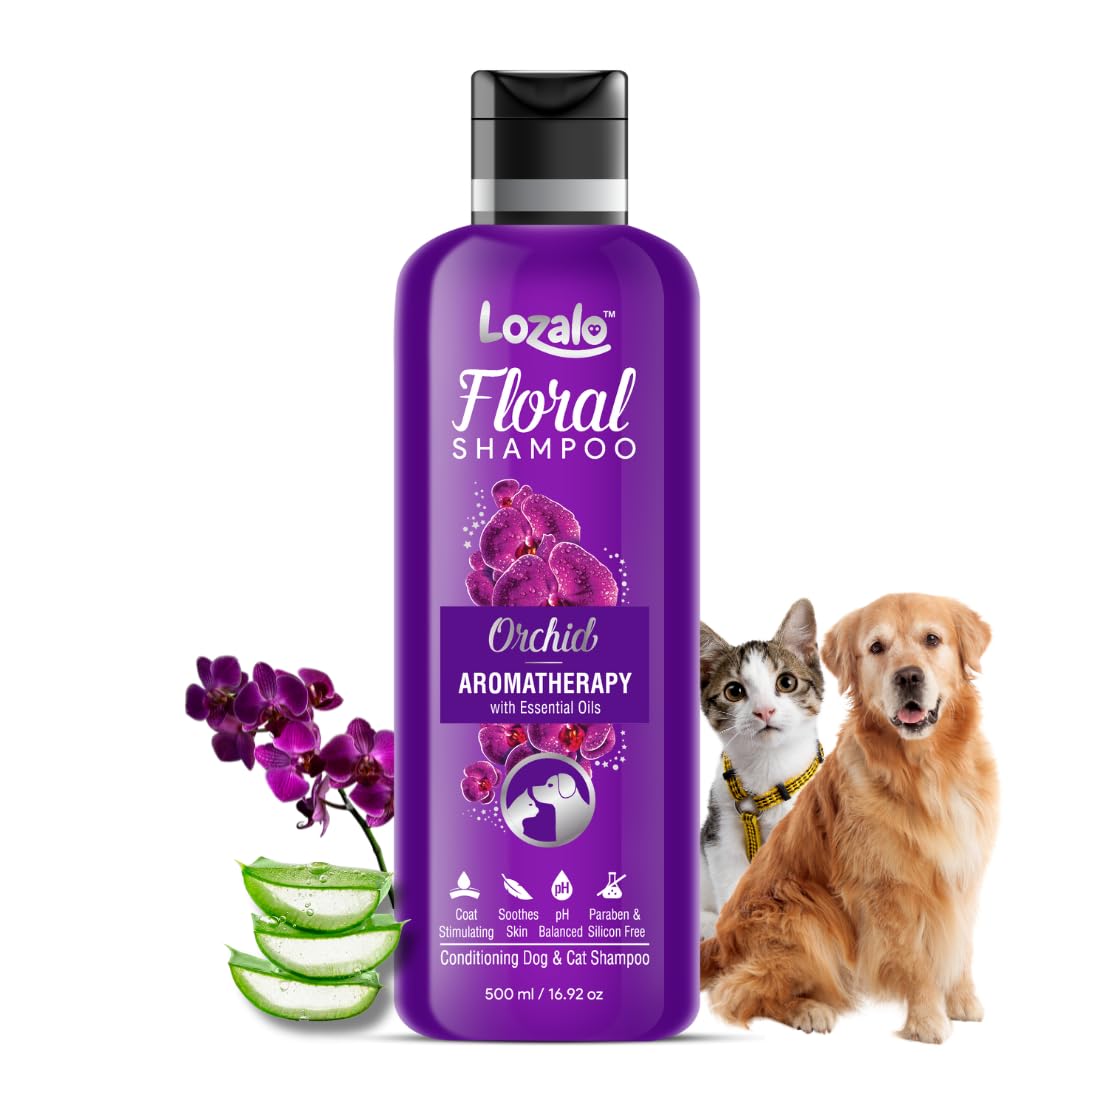 Lozalo™
Floral
SHAMPOO
Orchid
AROMATHERAPY
with Essential Oils
pH
Coat
Stimulating
Soothes
Skin
pH
Balanced
Paraben &
Silicon Free
Conditioning Dog & Cat Shampoo
500 ml / 16.92 oz